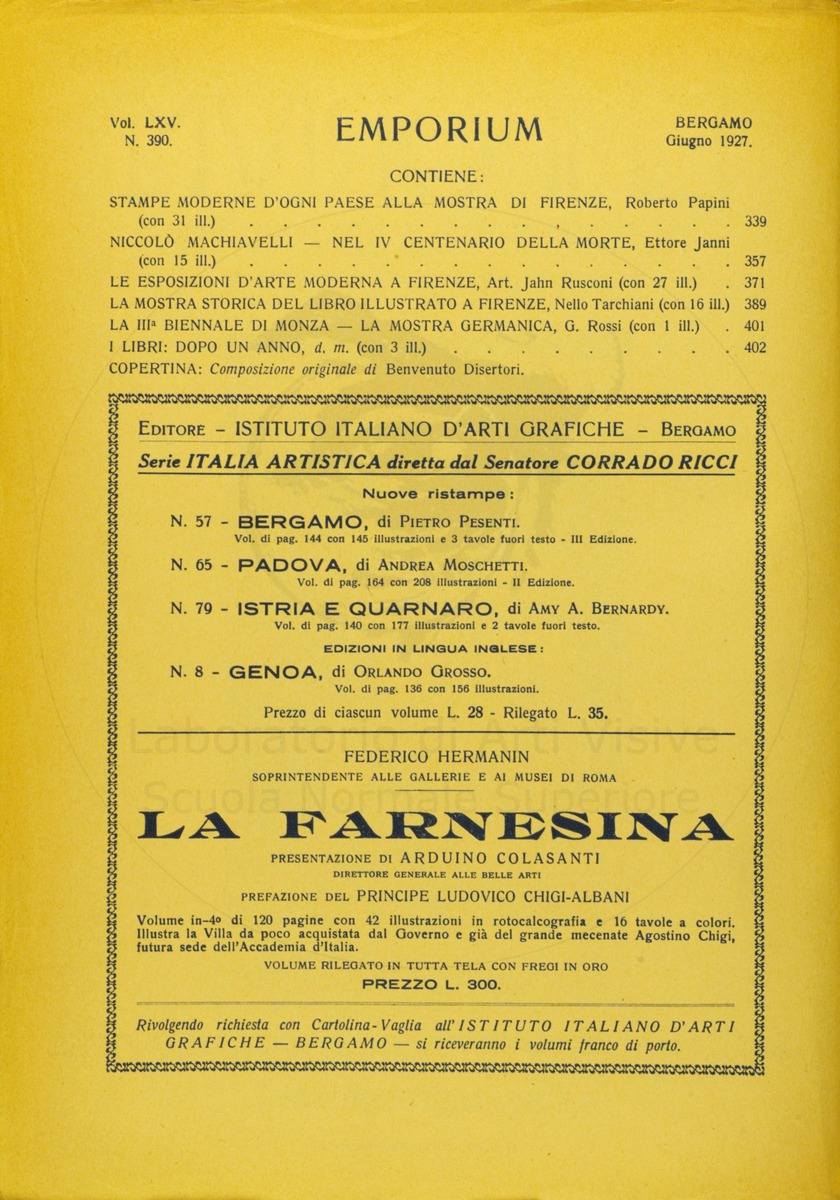 Vol. LXV.
N. 390.
EMPORIUM
BERGAMO
Giugno 1927.
CONTIENE:
STAMPE MODERNE D'OGNI PAESE ALLA MOSTRA DI FIRENZE, Roberto Papini
(con 31 ill.) . . . . . . . , . . . . . 339
NICCOLÒ MACHIAVELLI — NEL IV CENTENARIO DELLA MORTE, Ettore Janni
(con 15 ill.) . . . . . . . . . . . . . 357
LE ESPOSIZIONI D'ARTE MODERNA A FIRENZE, Art. Jahn Rusconi (con 27 ill.) . 371
LA MOSTRA STORICA DEL LIBRO ILLUSTRATO A FIRENZE, Nello Tarchiani (con 16 ill.) 389
LA IIIª BIENNALE DI MONZA — LA MOSTRA GERMANICA, G. Rossi (con 1 ill.) . 401
I LIBRI: DOPO UN ANNO, d. m. (con 3 ill.) . . . . . . . . . 402
COPERTINA: Composizione originale di Benvenuto Disertori.
EDITORE – ISTITUTO ITALIANO D'ARTI GRAFICHE – BERGAMO
Serie ITALIA ARTISTICA diretta dal Senatore CORRADO RICCI
Nuove ristampe:
N. 57 – BERGAMO, di PIETRO PESENTI.
Vol. di pag. 144 con 145 illustrazioni e 3 tavole fuori testo - III Edizione.
N. 65 – PADOVA, di ANDREA MOSCHETTI.
Vol. di pag. 164 con 208 illustrazioni - II Edizione.
N. 79 – ISTRIA E QUARNARO, di AMY A. BERNARDY.
Vol. di pag. 140 con 177 illustrazioni e 2 tavole fuori testo.
EDIZIONI IN LINGUA INGLESE:
N. 8 – GENOA, di ORLANDO GROSSO.
Vol. di pag. 136 con 156 illustrazioni.
Prezzo di ciascun volume L. 28 - Rilegato L. 35.
Laboratorio di Arti Visive
FEDERICO HERMANIN
SOPRINTENDENTE ALLE GALLERIE E AI MUSEI DI ROMA
Scuola Normale Superiore
LA FARNESINA
PRESENTAZIONE DI ARDUINO COLASANTI
DIRETTORE GENERALE ALLE BELLE ARTI
PREFAZIONE DEL PRINCIPE LUDOVICO CHIGI-ALBANI
Volume in-4º di 120 pagine con 42 illustrazioni in rotocalcografia e 16 tavole a colori.
Illustra la Villa da poco acquistata dal Governo e già del grande mecenate Agostino Chigi,
futura sede dell'Accademia d'Italia.
VOLUME RILEGATO IN TUTTA TELA CON FREGI IN ORO
PREZZO L. 300.
Rivolgendo richiesta con Cartolina-Vaglia all'ISTITUTO ITALIANO D'ARTI
GRAFICHE — BERGAMO — si riceveranno i volumi franco di porto.